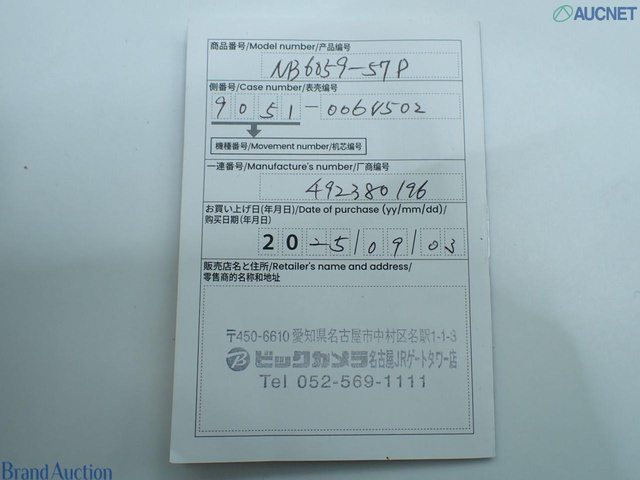 AUCNET
商品番号/Model number/产品编号
NB6059-57P
側番号/Case number/表壳编号
9051-006Y502
機種番号/Movement number/机芯编号
一連番号/Manufacture's number/厂商编号
492380196
お買い上げ日(年月日)/Date of purchase (yy/mm/dd)/
购买日期(年月日)
2025/09/03
販売店名と住所/Retailer's name and address/
零售商的名称和地址
〒450-6610 愛知県名古屋市中村区名駅1-1-3
B ビックカメラ名古屋JRゲートタワー店
Tel 052-569-1111
BrandAuction